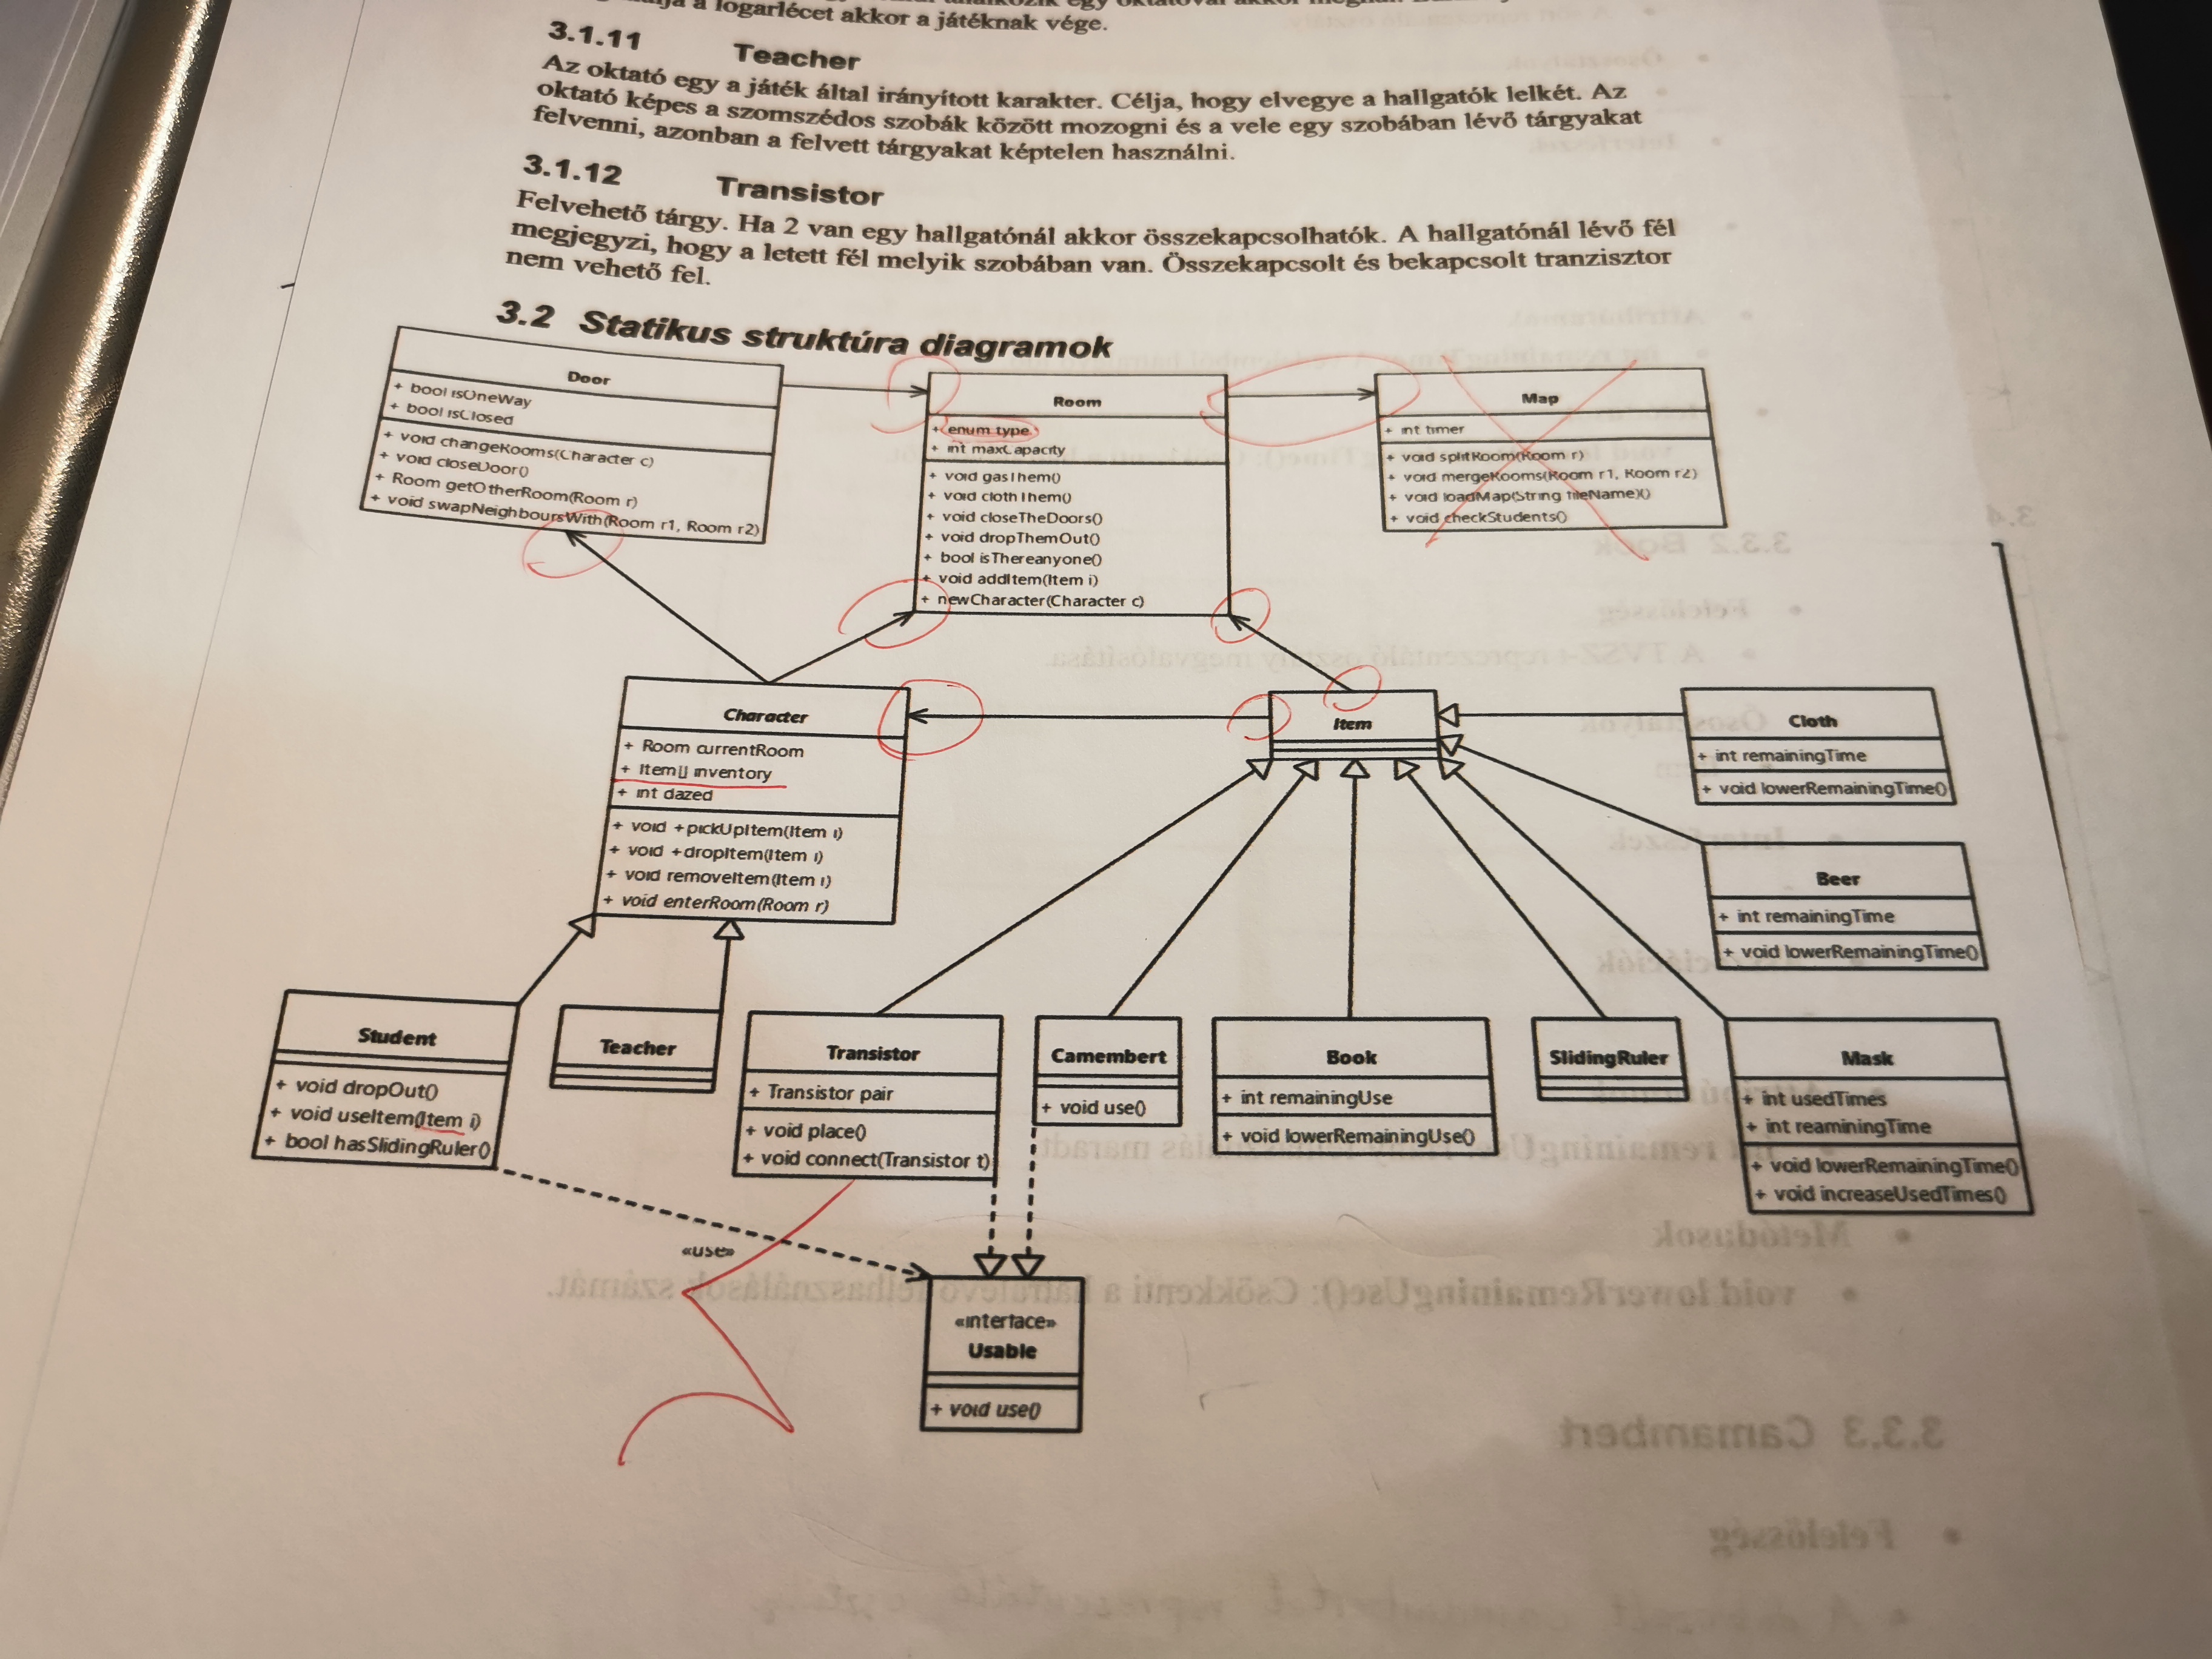 a logarlécet akkor a játéknak vége.
3.1.11 Teacher
Az oktató egy a játék által irányított karakter. Célja, hogy elvegye a hallgatók lelkét. Az
oktató képes a szomszédos szobák között mozogni és a vele egy szobában lévő tárgyakat
felvenni, azonban a felvett tárgyakat képtelen használni.
3.1.12 Transistor
Felvehető tárgy. Ha 2 van egy hallgatónál akkor összekapcsolhatók. A hallgatónál lévő fél
megjegyzi, hogy a letett fél melyik szobában van. Összekapcsolt és bekapcsolt tranzisztor
nem vehető fel.
3.2 Statikus struktúra diagramok
Door
+ bool isOneWay
+ bool isClosed
+ void changeRooms(Character c)
+ void closeDoor()
+ Room getOtherRoom(Room r)
+ void swapNeighboursWith(Room r1, Room r2)
Room
+ enum type
+ int maxCapacity
+ void gasThem()
+ void clothThem()
+ void closeTheDoors()
+ void dropThemOut()
+ bool isThereanyone()
+ void addItem(Item i)
+ newCharacter(Character c)
Map
+ int timer
+ void splitRoom(Room r)
+ void mergeRooms(Room r1, Room r2)
+ void loadMap(String fileName)()
+ void checkStudents()
Character
+ Room currentRoom
+ Item[] inventory
+ int dazed
+ void +pickUpItem(Item i)
+ void +dropItem(Item i)
+ void removeItem(Item i)
+ void enterRoom(Room r)
Item
Cloth
+ int remainingTime
+ void lowerRemainingTime()
Beer
+ int remainingTime
+ void lowerRemainingTime()
Student
+ void dropOut()
+ void useItem(Item i)
+ bool hasSlidingRuler()
Teacher
Transistor
+ Transistor pair
+ void place()
+ void connect(Transistor t)
Camembert
+ void use()
Book
+ int remainingUse
+ void lowerRemainingUse()
SlidingRuler
Mask
+ int usedTimes
+ int reaminingTime
+ void lowerRemainingTime()
+ void increaseUsedTimes()
«use»
«interface»
Usable
+ void use()